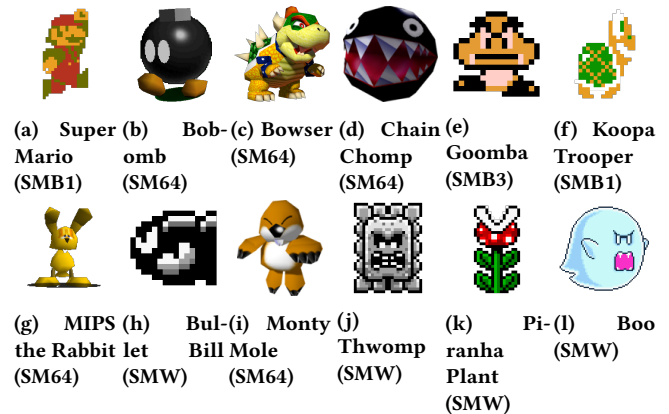 (a) Super
Mario
(SMB1)
(b) Bob-
omb
(SM64)
(c) Bowser
(SM64)
(d) Chain
Chomp
(SM64)
(e)
Goomba
(SMB3)
(f) Koopa
Trooper
(SMB1)
(g) MIPS
the Rabbit
(SM64)
(h) Bul-
let Bill
(SMW)
(i) Monty
Mole
(SM64)
(j)
Thwomp
(SMW)
(k) Pi-
ranha
Plant
(SMW)
(l) Boo
(SMW)